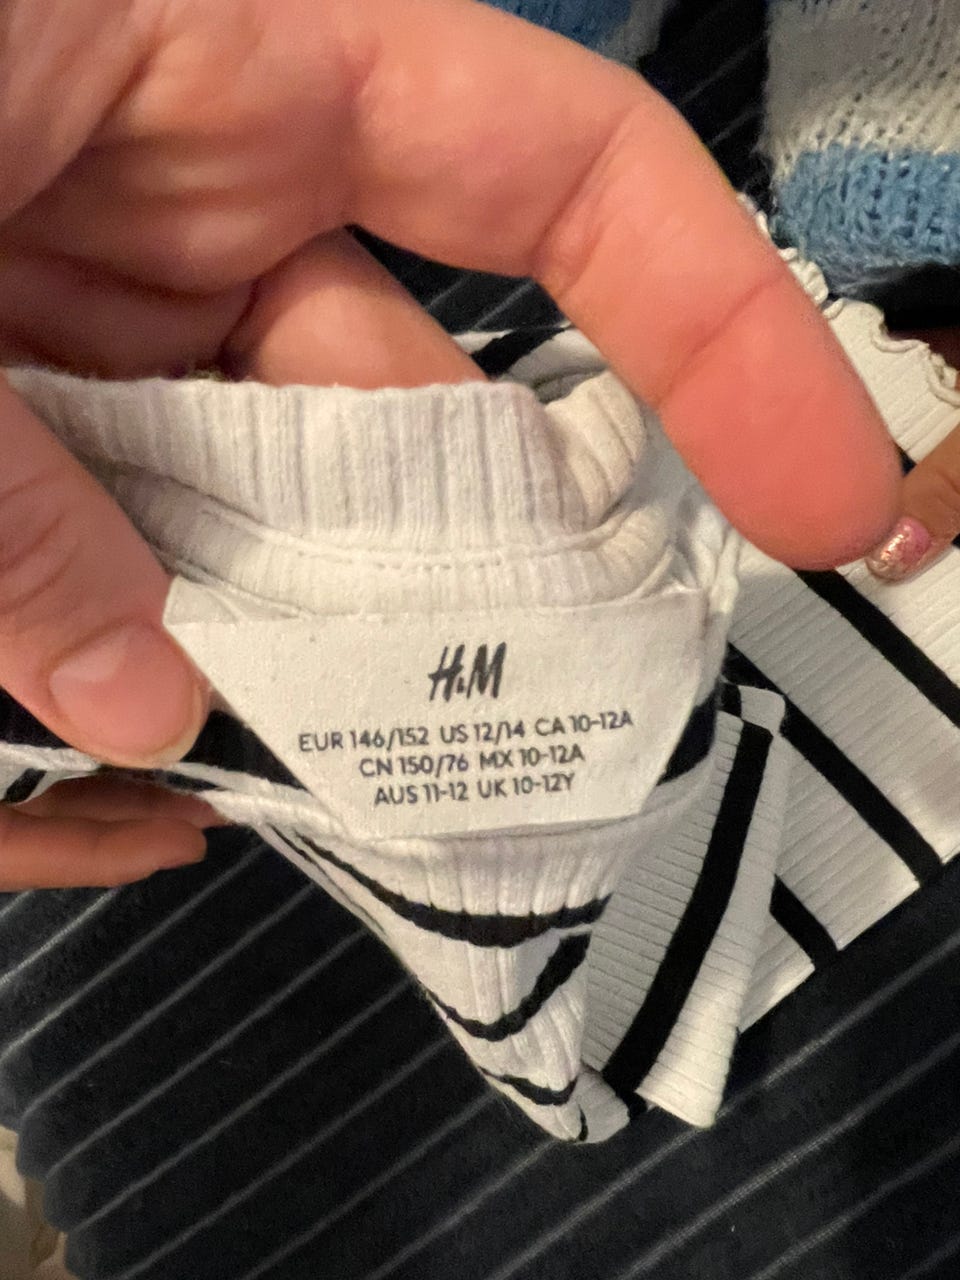 H&M
EUR 146/152 US 12/14 CA 10-12A
CN 150/76 MX 10-12A
AUS 11-12 UK 10-12Y